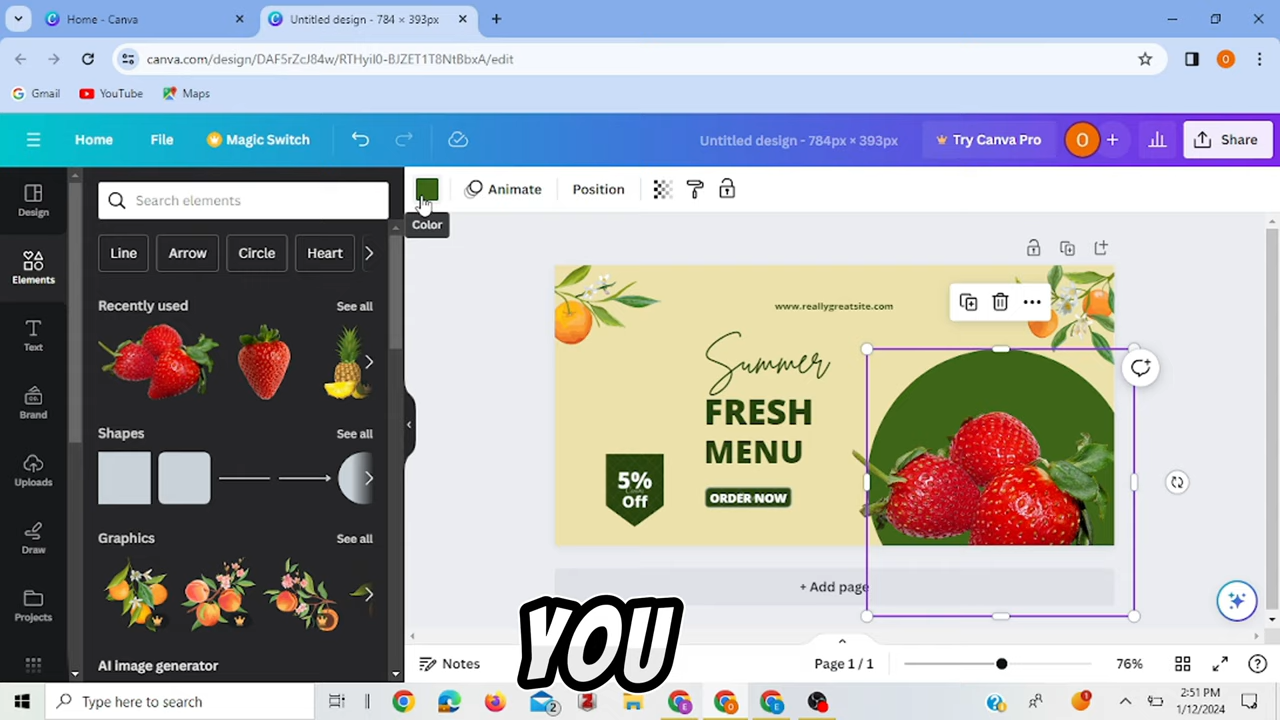 Home - Canva
Untitled design - 784 × 393px
canva.com/design/DAF5rZcJ84w/RTHyiI0-BJZET1T8NtBbxA/edit
O
Gmail
YouTube
Maps
Home
File
Magic Switch
Untitled design - 784px × 393px
Try Canva Pro
O
Share
Design
Elements
Text
Brand
Uploads
Draw
Projects
Search elements
Line
Arrow
Circle
Heart
Recently used
See all
Shapes
See all
Graphics
See all
AI image generator
Animate
Position
Color
www.reallygreatsite.com
Summer
FRESH
MENU
ORDER NOW
5%
Off
+ Add page
YOU
Notes
Page 1 / 1
76%
Type here to search
2:51 PM
1/12/2024